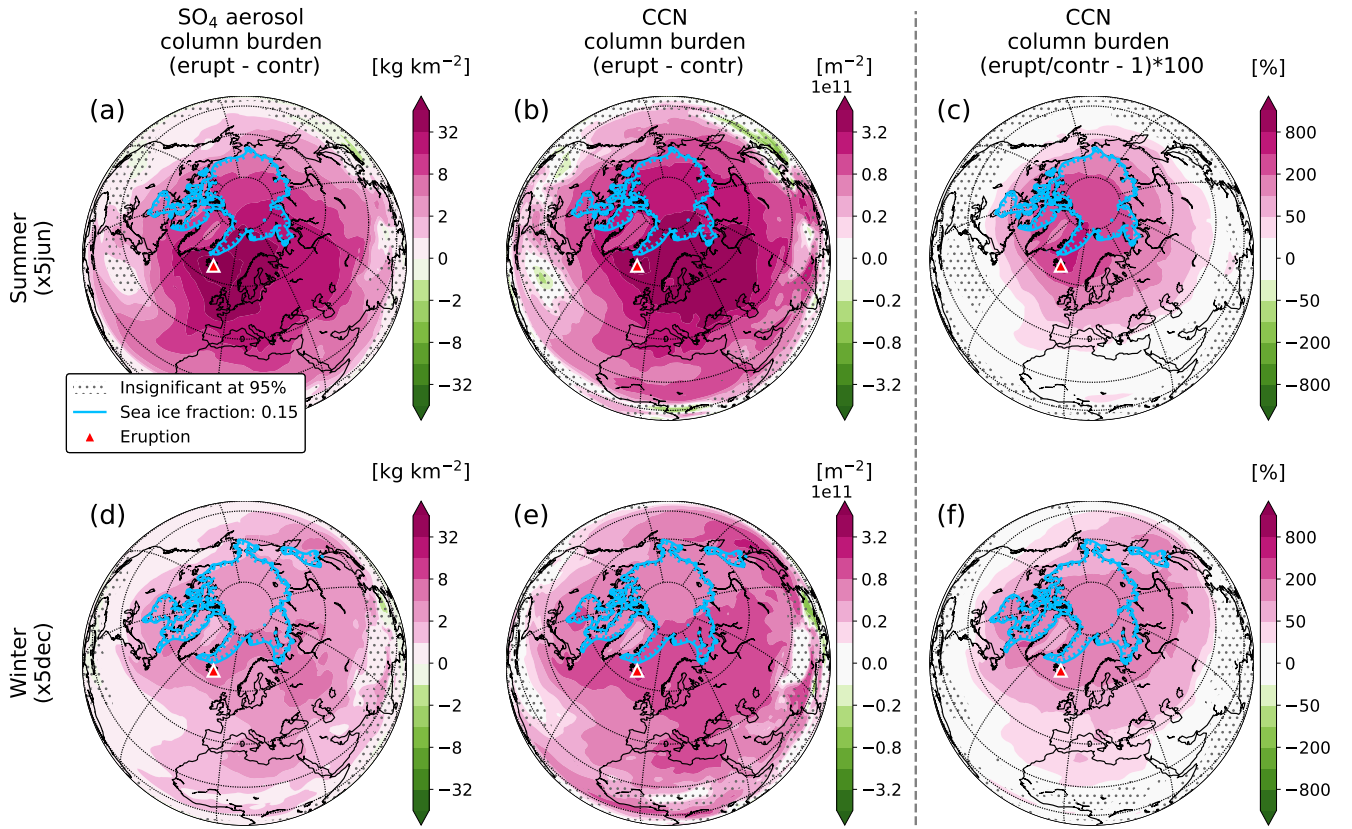 SO₄ aerosol
column burden
(erupt - contr)
CCN
column burden
(erupt - contr)
CCN
column burden
(erupt/contr - 1)*100
Summer
(x5jun)
(a)
[kg km⁻²]
32
8
2
0
−2
−8
−32
(b)
[m⁻²]
1e11
3.2
0.8
0.2
0.0
−0.2
−0.8
−3.2
(c)
[%]
800
200
50
0
−50
−200
−800
Insignificant at 95%
Sea ice fraction: 0.15
Eruption
Winter
(x5dec)
(d)
[kg km⁻²]
32
8
2
0
−2
−8
−32
(e)
[m⁻²]
1e11
3.2
0.8
0.2
0.0
−0.2
−0.8
−3.2
(f)
[%]
800
200
50
0
−50
−200
−800